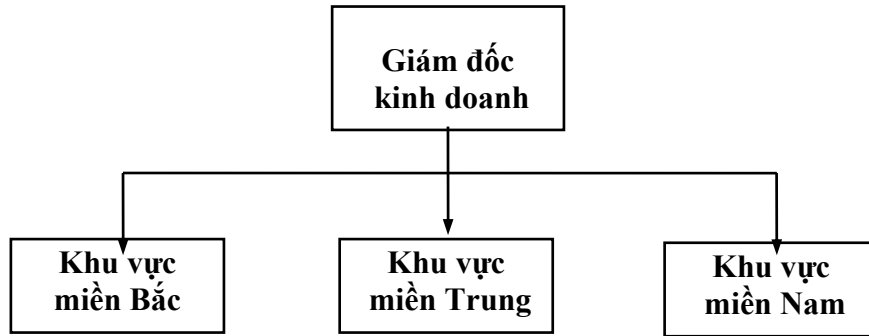 Giám đốc
kinh doanh
Khu vực
miền Bắc
Khu vực
miền Trung
Khu vực
miền Nam